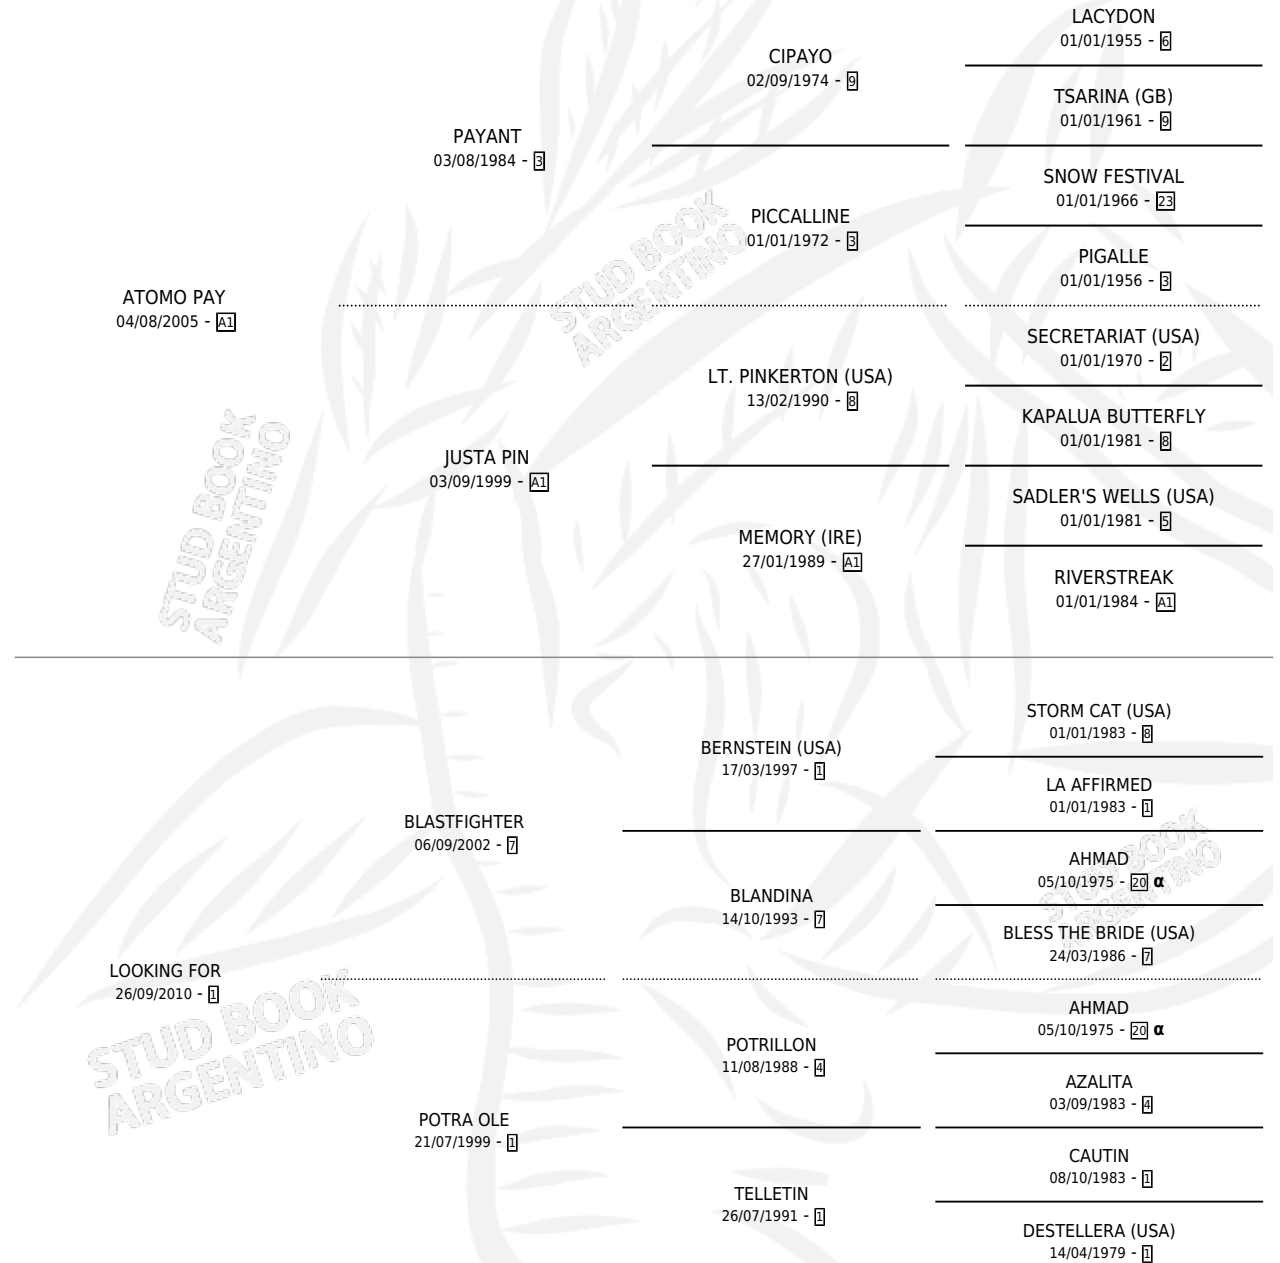 LACYDON
01/01/1955 - 6
CIPAYO
02/09/1974 - 9
TSARINA (GB)
01/01/1961 - 9
PAYANT
03/08/1984 - 3
SNOW FESTIVAL
01/01/1966 - 23
PICCALLINE
01/01/1972 - 3
PIGALLE
01/01/1956 - 3
ATOMO PAY
04/08/2005 - A1
SECRETARIAT (USA)
01/01/1970 - 2
LT. PINKERTON (USA)
13/02/1990 - 8
KAPALUA BUTTERFLY
01/01/1981 - 8
JUSTA PIN
03/09/1999 - A1
SADLER'S WELLS (USA)
01/01/1981 - 5
MEMORY (IRE)
27/01/1989 - A1
RIVERSTREAK
01/01/1984 - A1
STORM CAT (USA)
01/01/1983 - 8
BERNSTEIN (USA)
17/03/1997 - 1
LA AFFIRMED
01/01/1983 - 1
BLASTFIGHTER
06/09/2002 - 7
AHMAD
05/10/1975 - 20 α
BLANDINA
14/10/1993 - 7
BLESS THE BRIDE (USA)
24/03/1986 - 7
LOOKING FOR
26/09/2010 - 1
AHMAD
05/10/1975 - 20 α
POTRILLON
11/08/1988 - 4
AZALITA
03/09/1983 - 4
POTRA OLE
21/07/1999 - 1
CAUTIN
08/10/1983 - 1
TELLETIN
26/07/1991 - 1
DESTELLERA (USA)
14/04/1979 - 1
STUD BOOK
ARGENTINO
STUD BOOK
ARGENTINO
STUD BOOK
ARGENTINO
STUD BOOK
ARGENTINO